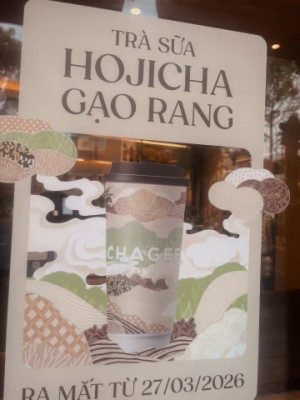 TRÀ SỮA
HOJICHA
GẠO RANG
CHAGEE
RA MẮT TỪ 27/03/2026